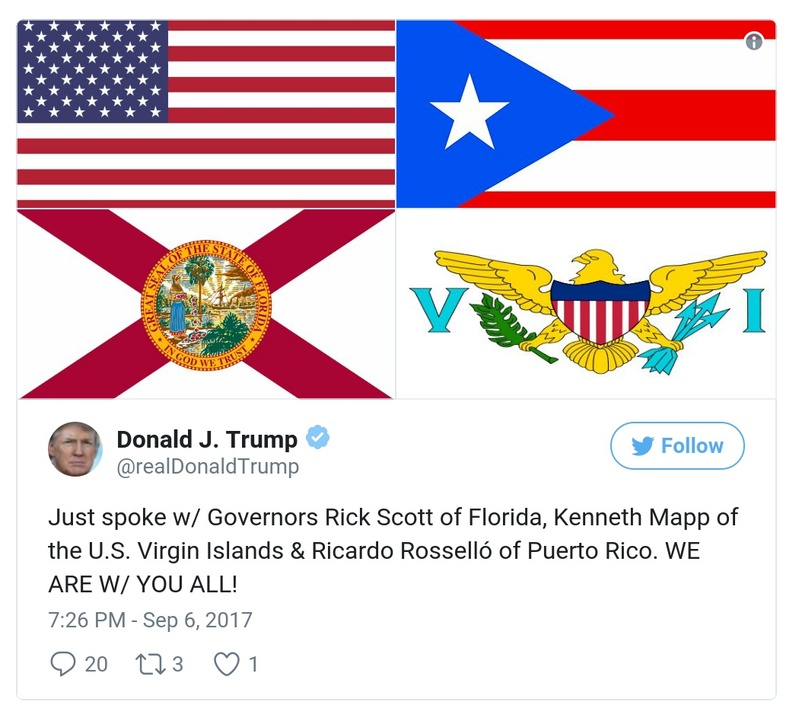 GREAT SEAL OF THE STATE OF FLORIDA
IN GOD WE TRUST
V I
Donald J. Trump
@realDonaldTrump
Follow
Just spoke w/ Governors Rick Scott of Florida, Kenneth Mapp of
the U.S. Virgin Islands & Ricardo Rosselló of Puerto Rico. WE
ARE W/ YOU ALL!
7:26 PM - Sep 6, 2017
20 3 1